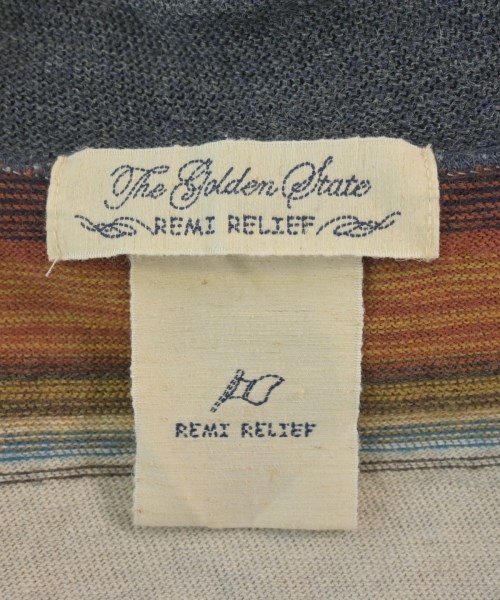 The Golden State
REMI RELIEF
REMI RELIEF